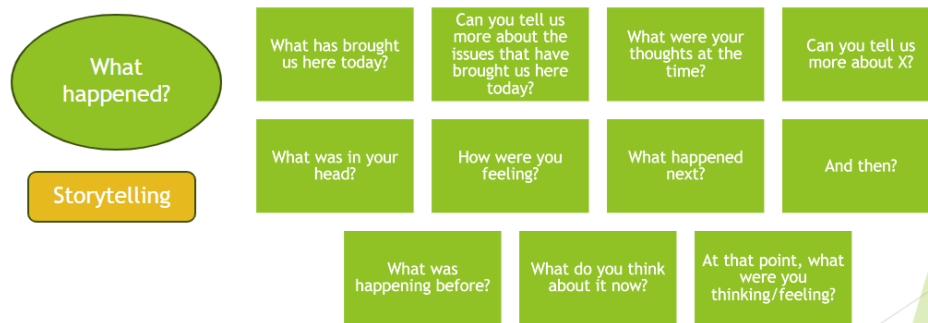 What
happened?
Storytelling
What has brought
us here today?
Can you tell us
more about the
issues that have
brought us here
today?
What were your
thoughts at the
time?
Can you tell us
more about X?
What was in your
head?
How were you
feeling?
What happened
next?
And then?
What was
happening before?
What do you think
about it now?
At that point, what
were you
thinking/feeling?